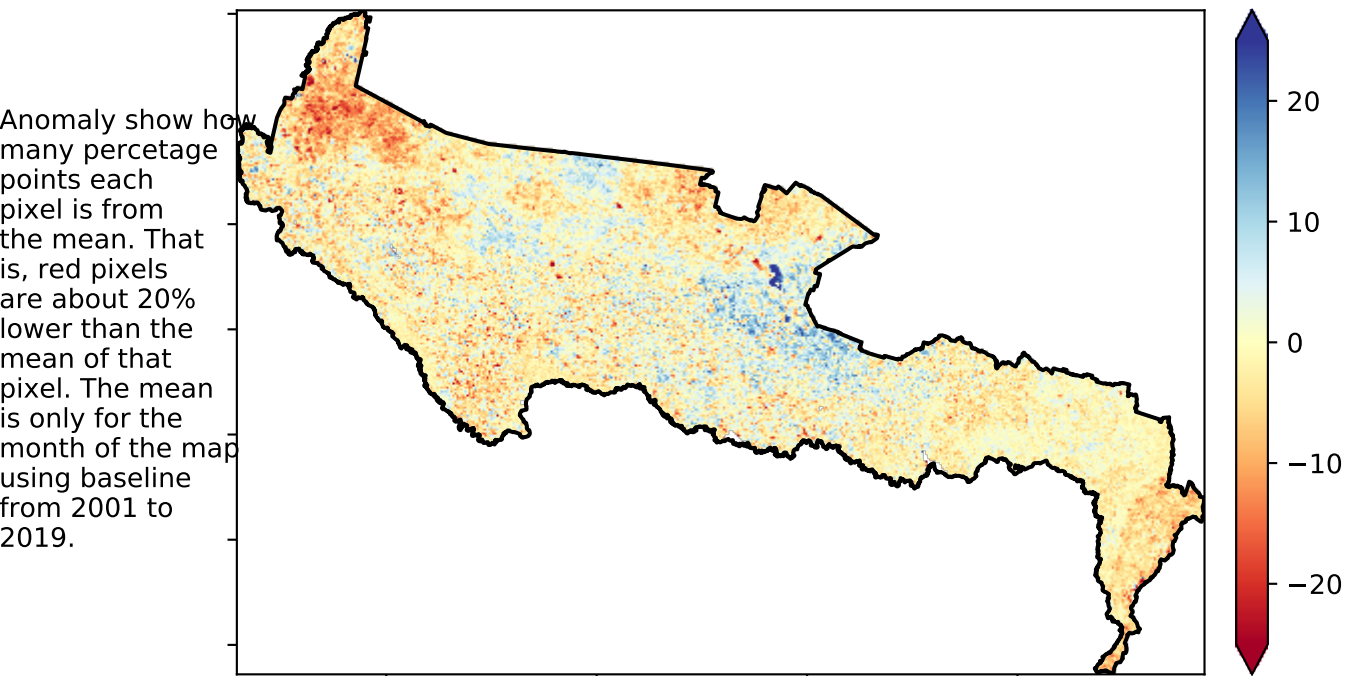 Anomaly show how
many percetage
points each
pixel is from
the mean. That
is, red pixels
are about 20%
lower than the
mean of that
pixel. The mean
is only for the
month of the map
using baseline
from 2001 to
2019.
20
10
0
−10
−20